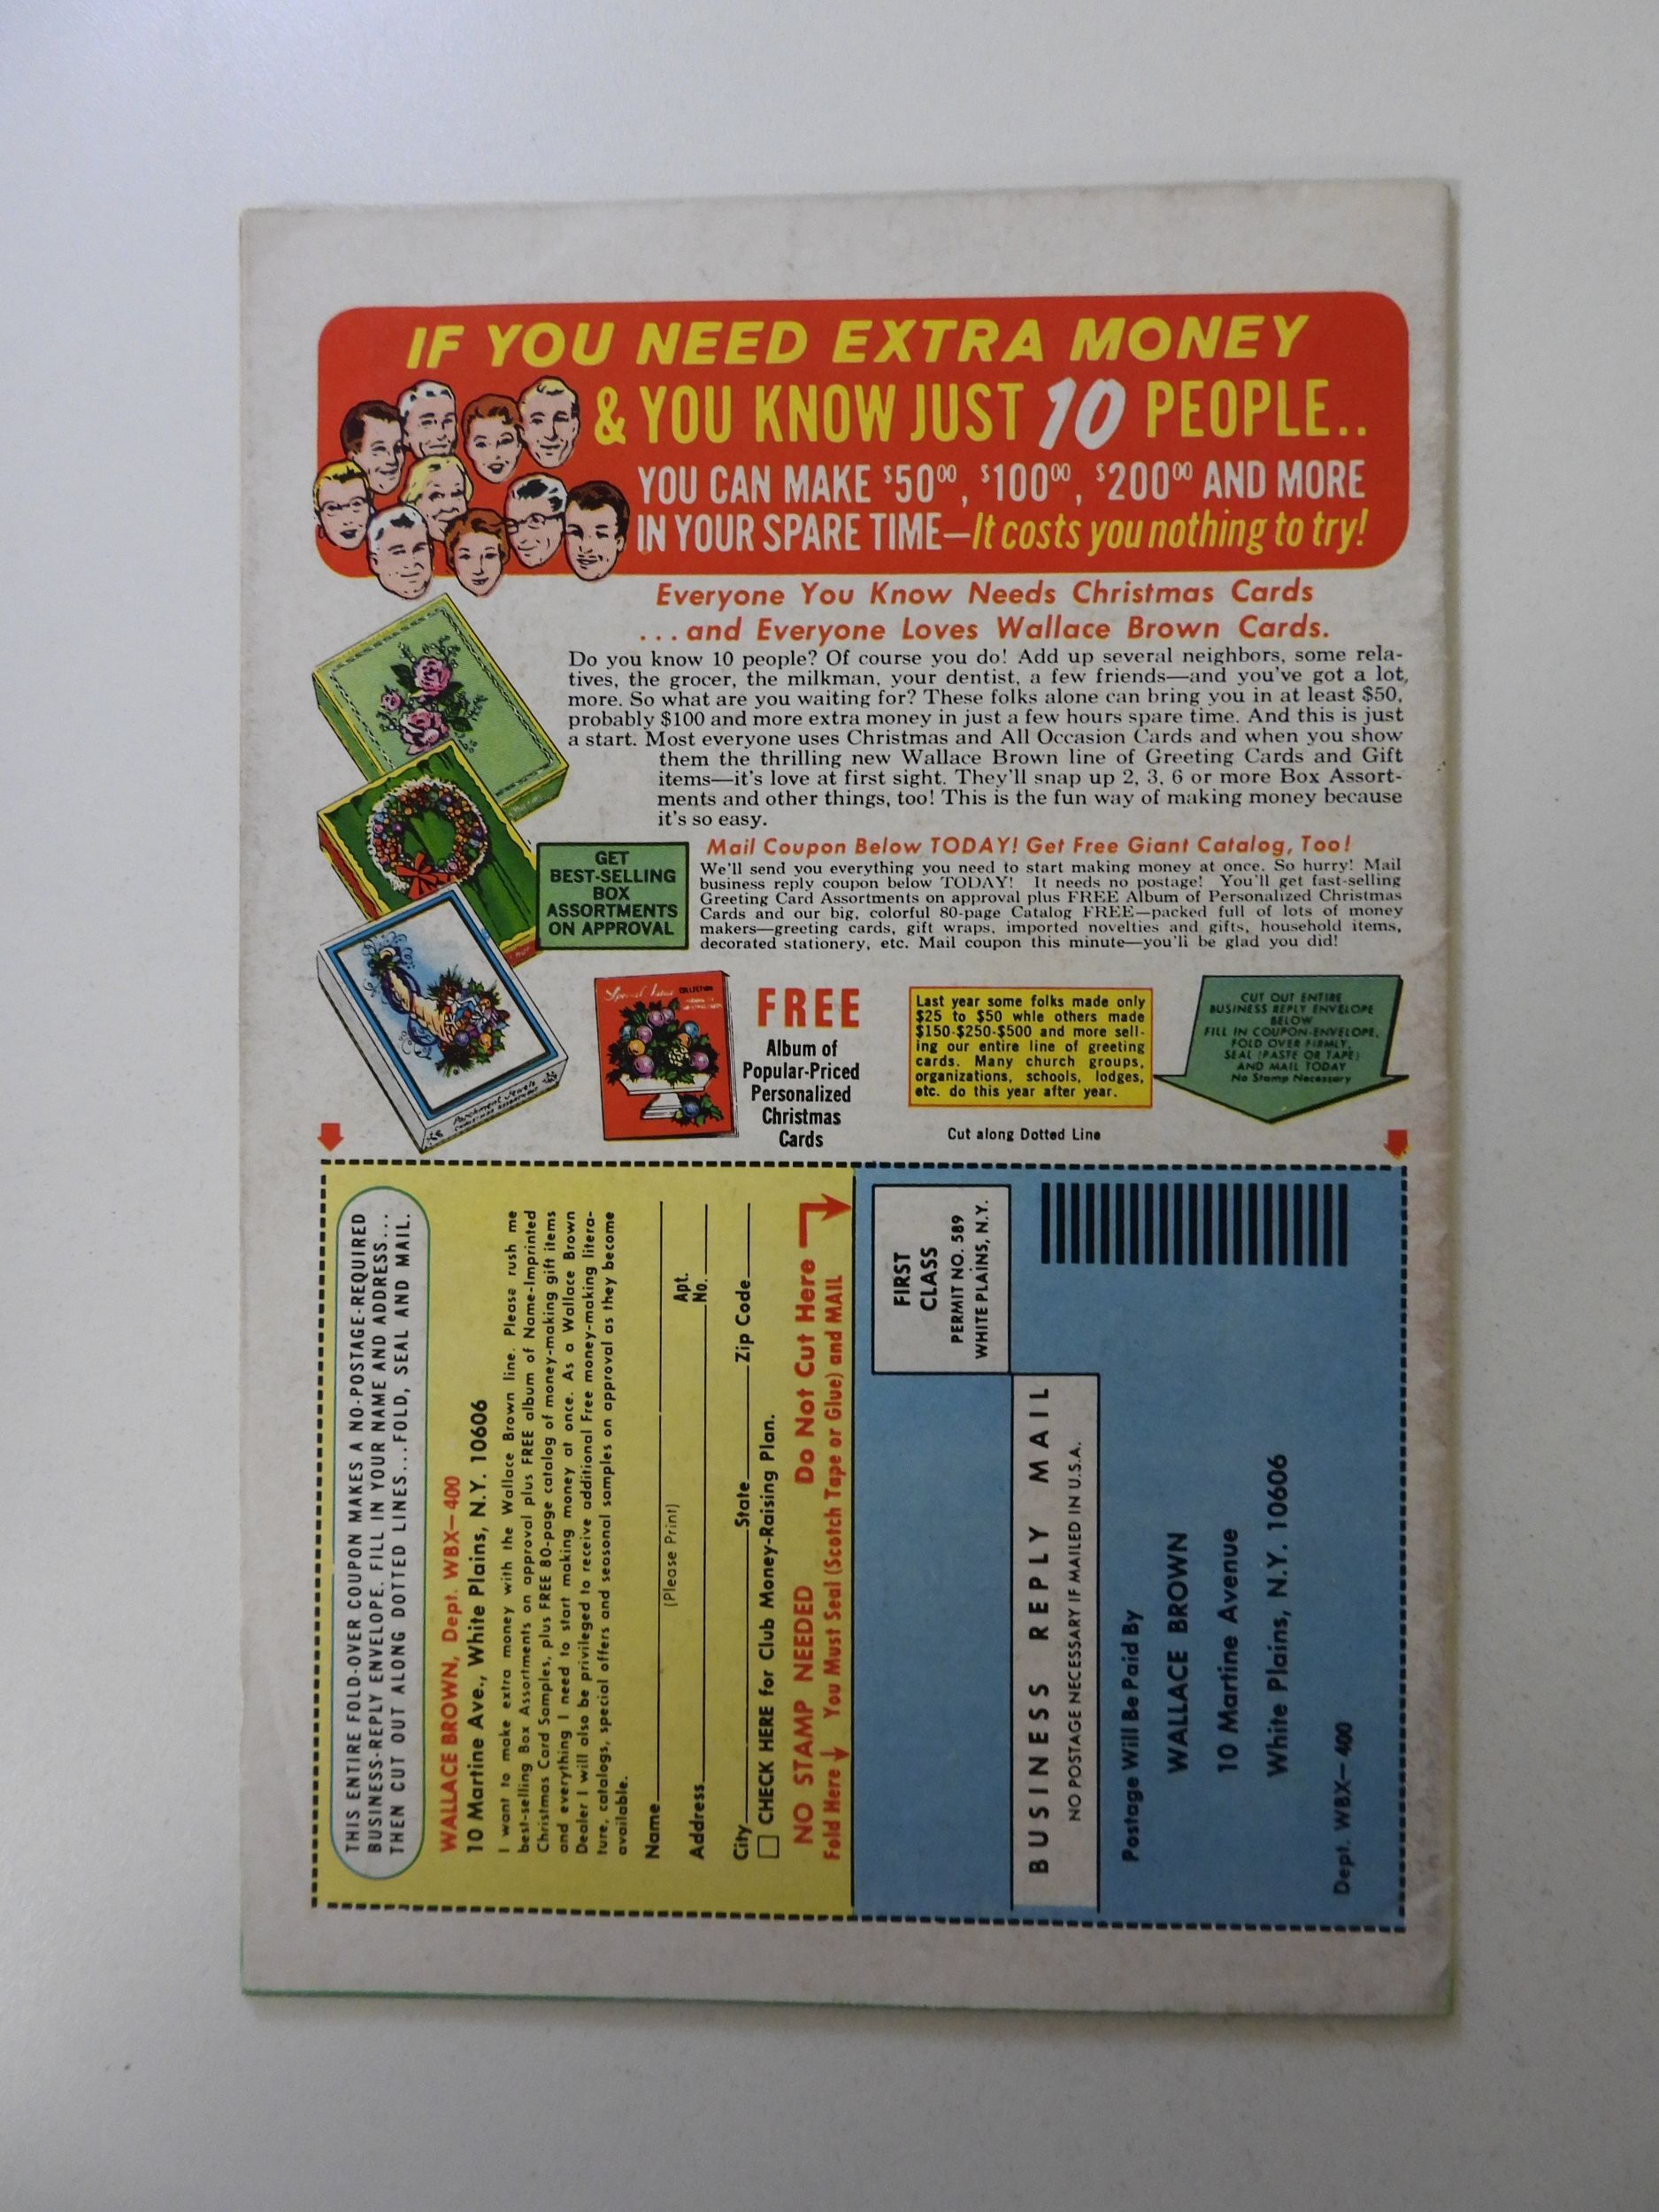 IF YOU NEED EXTRA MONEY
& YOU KNOW JUST 10 PEOPLE..
YOU CAN MAKE $50⁰⁰, $100⁰⁰, $200⁰⁰ AND MORE
IN YOUR SPARE TIME—It costs you nothing to try!
Everyone You Know Needs Christmas Cards
...and Everyone Loves Wallace Brown Cards.
Do you know 10 people? Of course you do! Add up several neighbors, some rela-
tives, the grocer, the milkman, your dentist, a few friends—and you've got a lot,
more. So what are you waiting for? These folks alone can bring you in at least $50,
probably $100 and more extra money in just a few hours spare time. And this is just
a start. Most everyone uses Christmas and All Occasion Cards and when you show
them the thrilling new Wallace Brown line of Greeting Cards and Gift
items—it's love at first sight. They'll snap up 2, 3, 6 or more Box Assort-
ments and other things, too! This is the fun way of making money because
it's so easy.
GET
BEST-SELLING
BOX
ASSORTMENTS
ON APPROVAL
Mail Coupon Below TODAY! Get Free Giant Catalog, Too!
We'll send you everything you need to start making money at once. So hurry! Mail
business reply coupon below TODAY! It needs no postage! You'll get fast-selling
Greeting Card Assortments on approval plus FREE Album of Personalized Christmas
Cards and our big, colorful 80-page Catalog FREE—packed full of lots of money
makers—greeting cards, gift wraps, imported novelties and gifts, household items,
decorated stationery, etc. Mail coupon this minute—you'll be glad you did!
Parchment Jewels
CHRISTMAS ASSORTMENT
COLLECTION
FREE
Album of
Popular-Priced
Personalized
Christmas
Cards
Last year some folks made only
$25 to $50 whle others made
$150-$250-$500 and more sell-
ing our entire line of greeting
cards. Many church groups,
organizations, schools, lodges,
etc. do this year after year.
CUT OUT ENTIRE
BUSINESS REPLY ENVELOPE
BELOW
FILL IN COUPON-ENVELOPE,
FOLD OVER FIRMLY,
SEAL (PASTE OR TAPE)
AND MAIL TODAY
No Stamp Necessary
Cut along Dotted Line
THIS ENTIRE FOLD-OVER COUPON MAKES A NO-POSTAGE-REQUIRED
BUSINESS-REPLY ENVELOPE. FILL IN YOUR NAME AND ADDRESS...
THEN CUT OUT ALONG DOTTED LINES...FOLD, SEAL AND MAIL.
WALLACE BROWN, Dept. WBX—400
10 Martine Ave., White Plains, N.Y. 10606
I want to make extra money with the Wallace Brown line. Please rush me
best-selling Box Assortments on approval plus FREE album of Name-Imprinted
Christmas Card Samples, plus FREE 80-page catalog of money-making gift items
and everything I need to start making money at once. As a Wallace Brown
Dealer I will also be privileged to receive additional Free money-making litera-
ture, catalogs, special offers and seasonal samples on approval as they become
available.
Name
(Please Print)
Address Apt. No.
City State Zip Code
CHECK HERE for Club Money-Raising Plan.
NO STAMP NEEDED Do Not Cut Here
Fold Here You Must Seal (Scotch Tape or Glue) and MAIL
FIRST
CLASS
PERMIT NO. 589
WHITE PLAINS, N.Y.
BUSINESS REPLY MAIL
NO POSTAGE NECESSARY IF MAILED IN U.S.A.
Postage Will Be Paid By
WALLACE BROWN
10 Martine Avenue
White Plains, N.Y. 10606
Dept. WBX—400